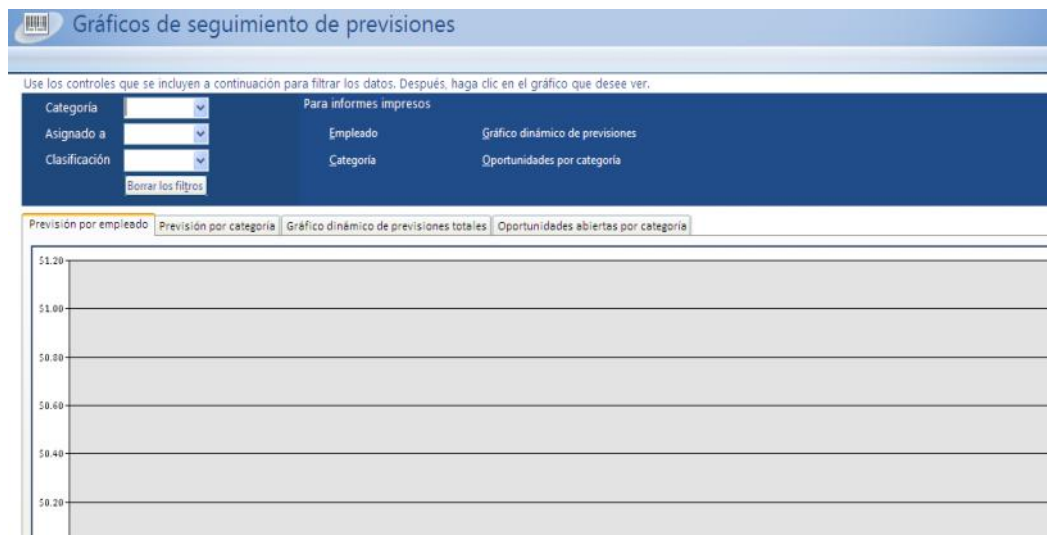 Gráficos de seguimiento de previsiones
Use los controles que se incluyen a continuación para filtrar los datos. Después, haga clic en el gráfico que desee ver.
Categoría
Para informes impresos
Asignado a
Empleado
Gráfico dinámico de previsiones
Clasificación
Categoría
Oportunidades por categoría
Borrar los filtros
Previsión por empleado
Previsión por categoría
Gráfico dinámico de previsiones totales
Oportunidades abiertas por categoría
$1.20
$1.00
$0.80
$0.60
$0.40
$0.20